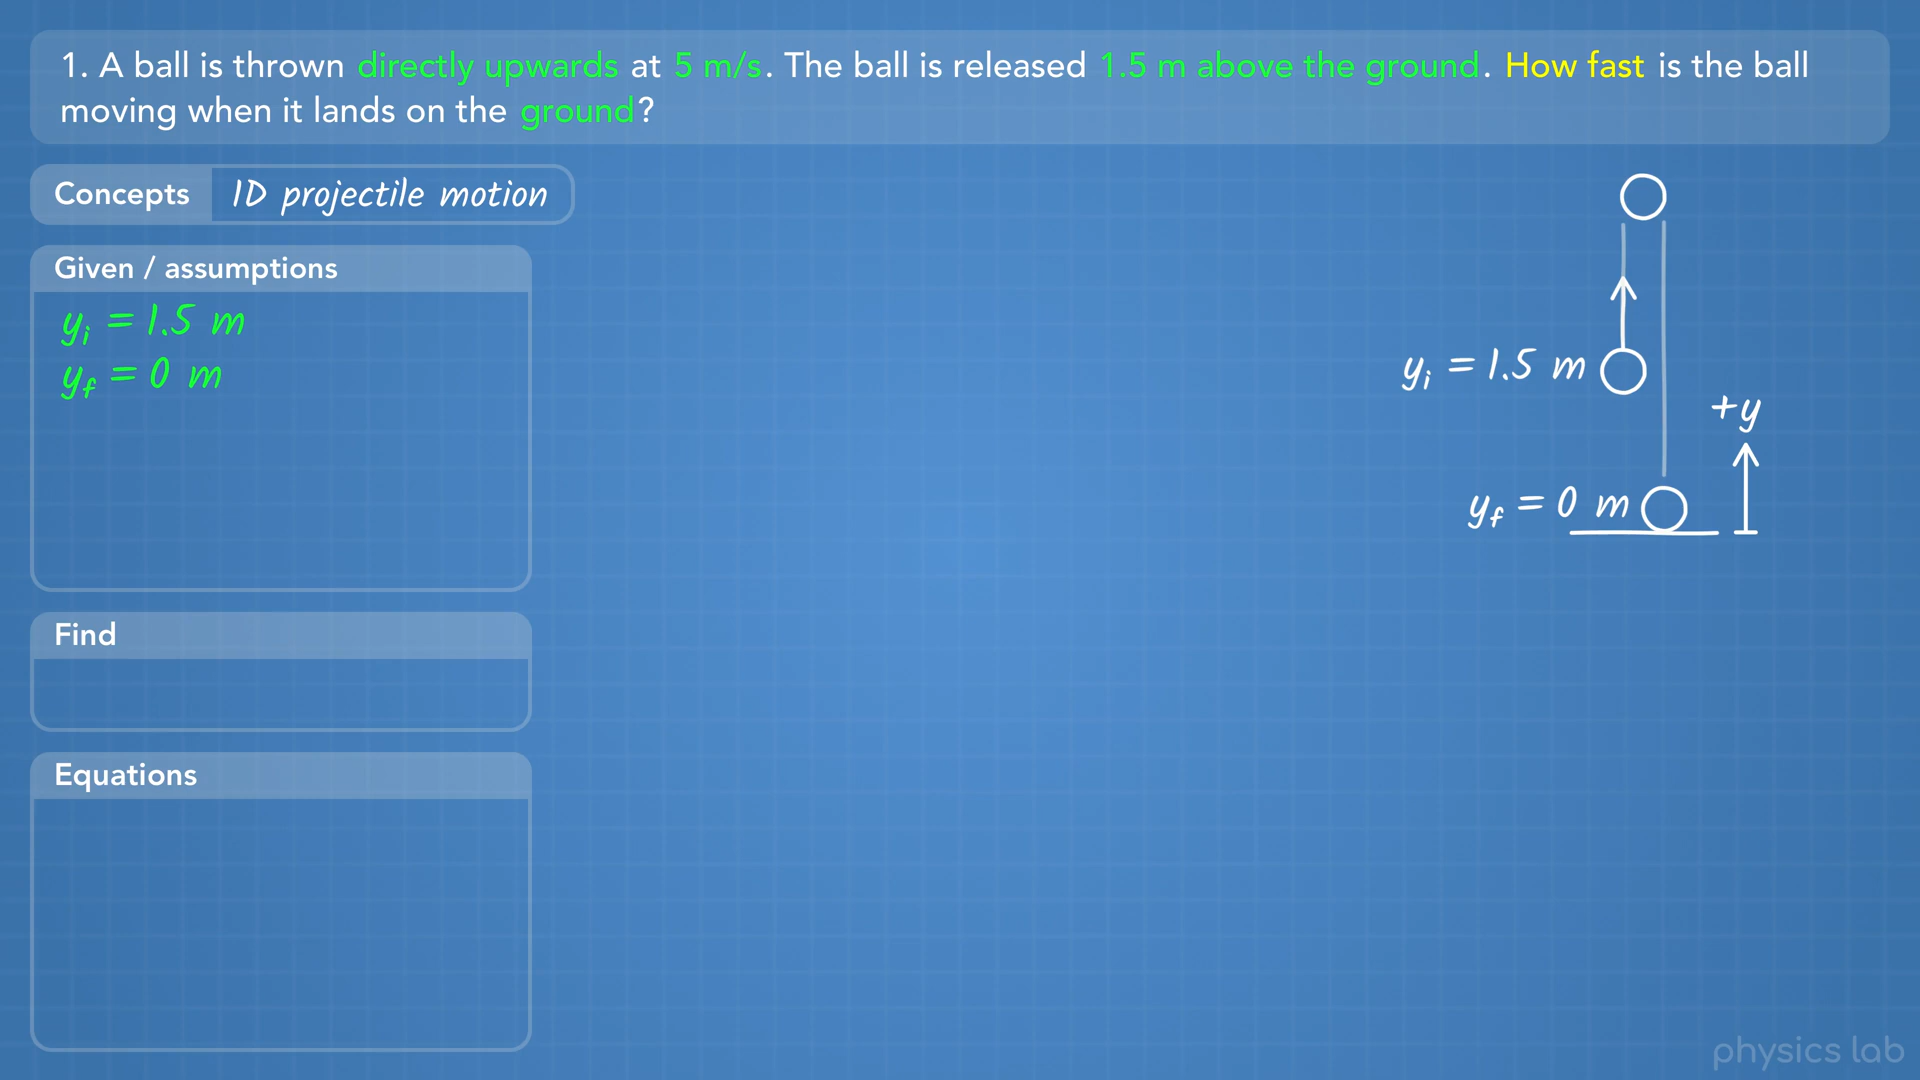 1. A ball is thrown directly upwards at 5 m/s. The ball is released 1.5 m above the ground. How fast is the ball
moving when it lands on the ground?
Concepts 1D projectile motion
Given / assumptions
yᵢ = 1.5 m
y_f = 0 m
Find
Equations
yᵢ = 1.5 m
+y
y_f = 0 m
physics lab